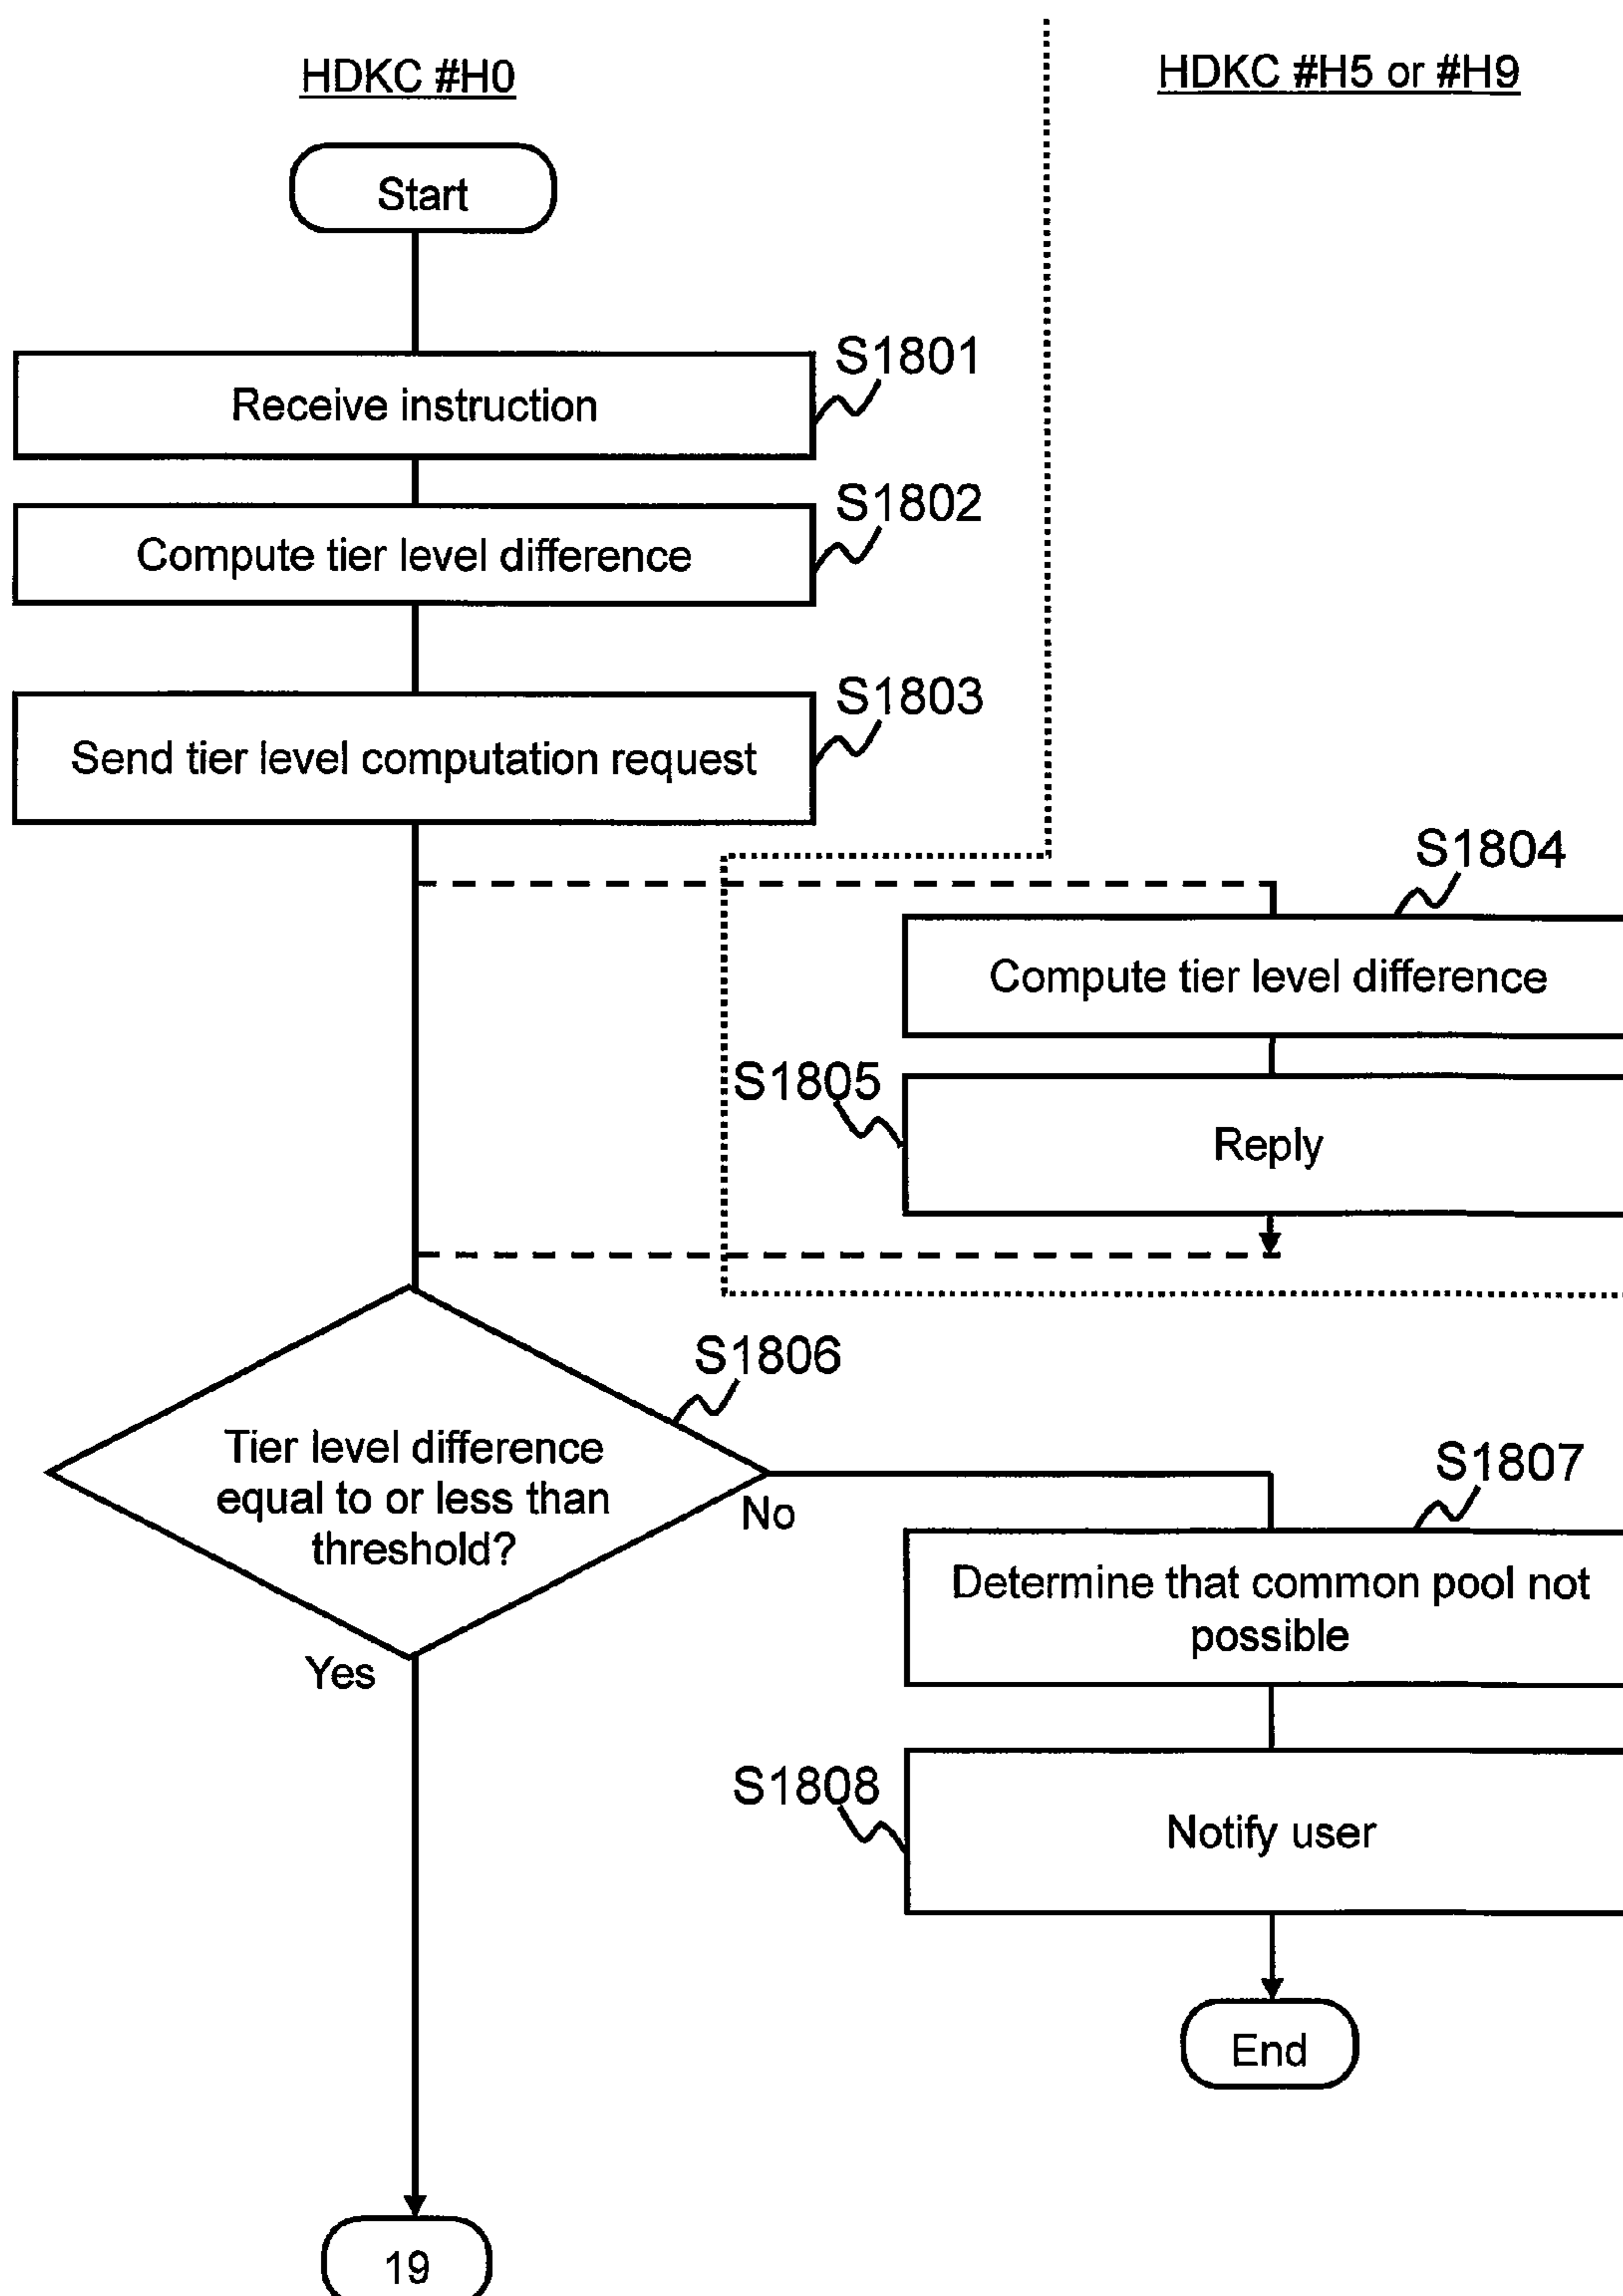 HDKC #H0
HDKC #H5 or #H9
Start
S1801
Receive instruction
S1802
Compute tier level difference
S1803
Send tier level computation request
S1804
Compute tier level difference
S1805
Reply
S1806
Tier level difference
equal to or less than
threshold?
No
Yes
S1807
Determine that common pool not
possible
S1808
Notify user
End
19